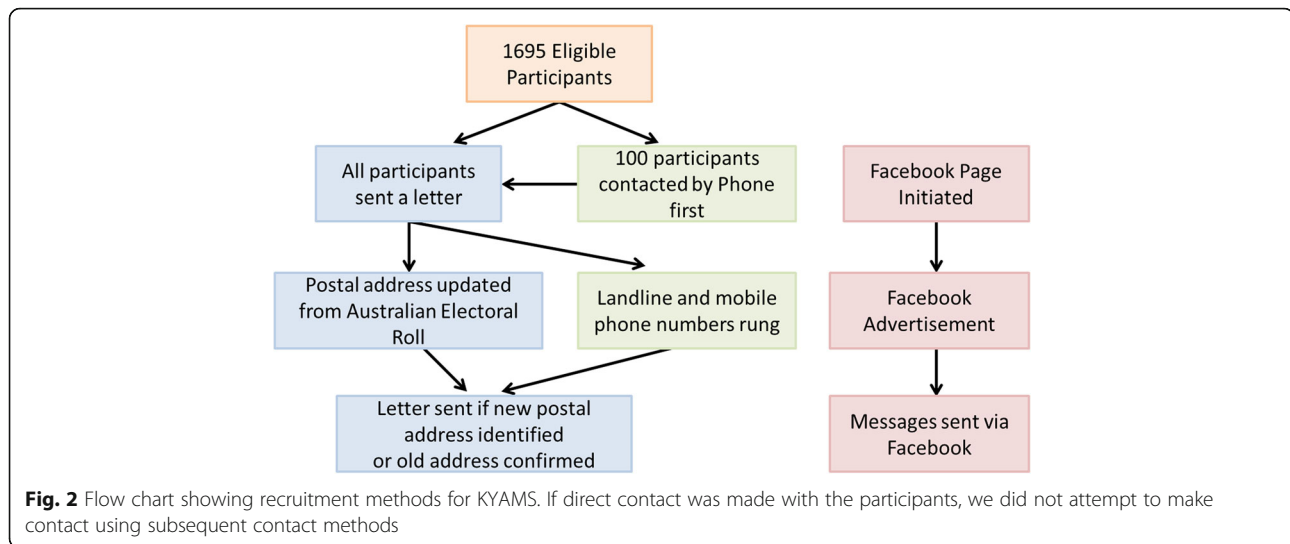 1695 Eligible
Participants
All participants
sent a letter
100 participants
contacted by Phone
first
Facebook Page
Initiated
Postal address updated
from Australian Electoral
Roll
Landline and mobile
phone numbers rung
Facebook
Advertisement
Letter sent if new postal
address identified
or old address confirmed
Messages sent via
Facebook
Fig. 2 Flow chart showing recruitment methods for KYAMS. If direct contact was made with the participants, we did not attempt to make
contact using subsequent contact methods